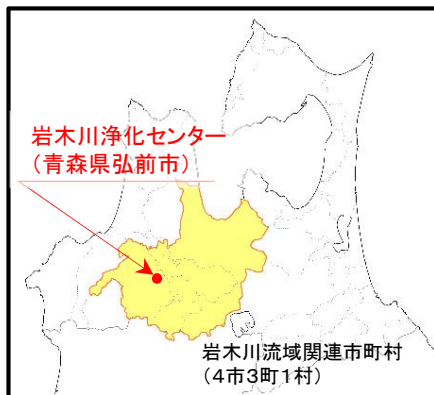 岩木川浄化センター
（青森県弘前市）
岩木川流域関連市町村
（4市3町1村）